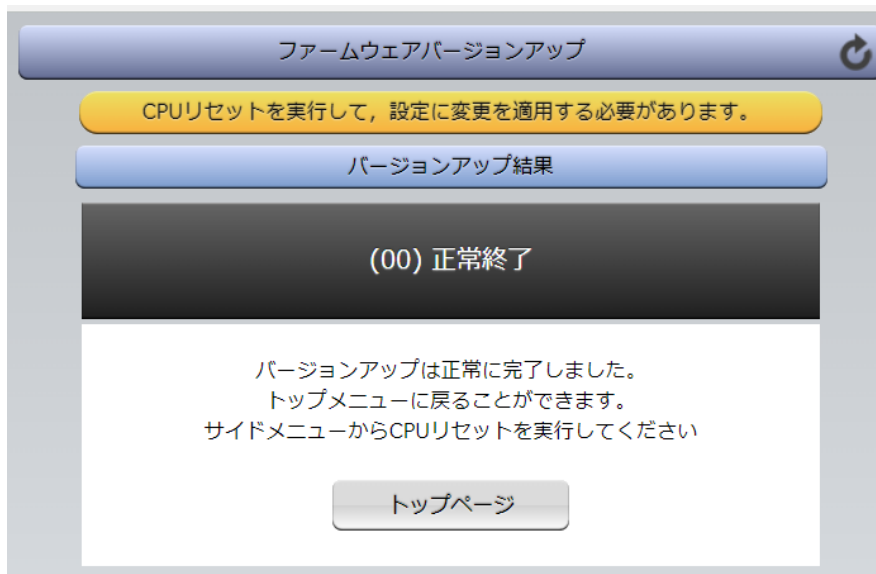 ファームウェアバージョンアップ
CPUリセットを実行して，設定に変更を適用する必要があります。
バージョンアップ結果
(00) 正常終了
バージョンアップは正常に完了しました。
トップメニューに戻ることができます。
サイドメニューからCPUリセットを実行してください
トップページ